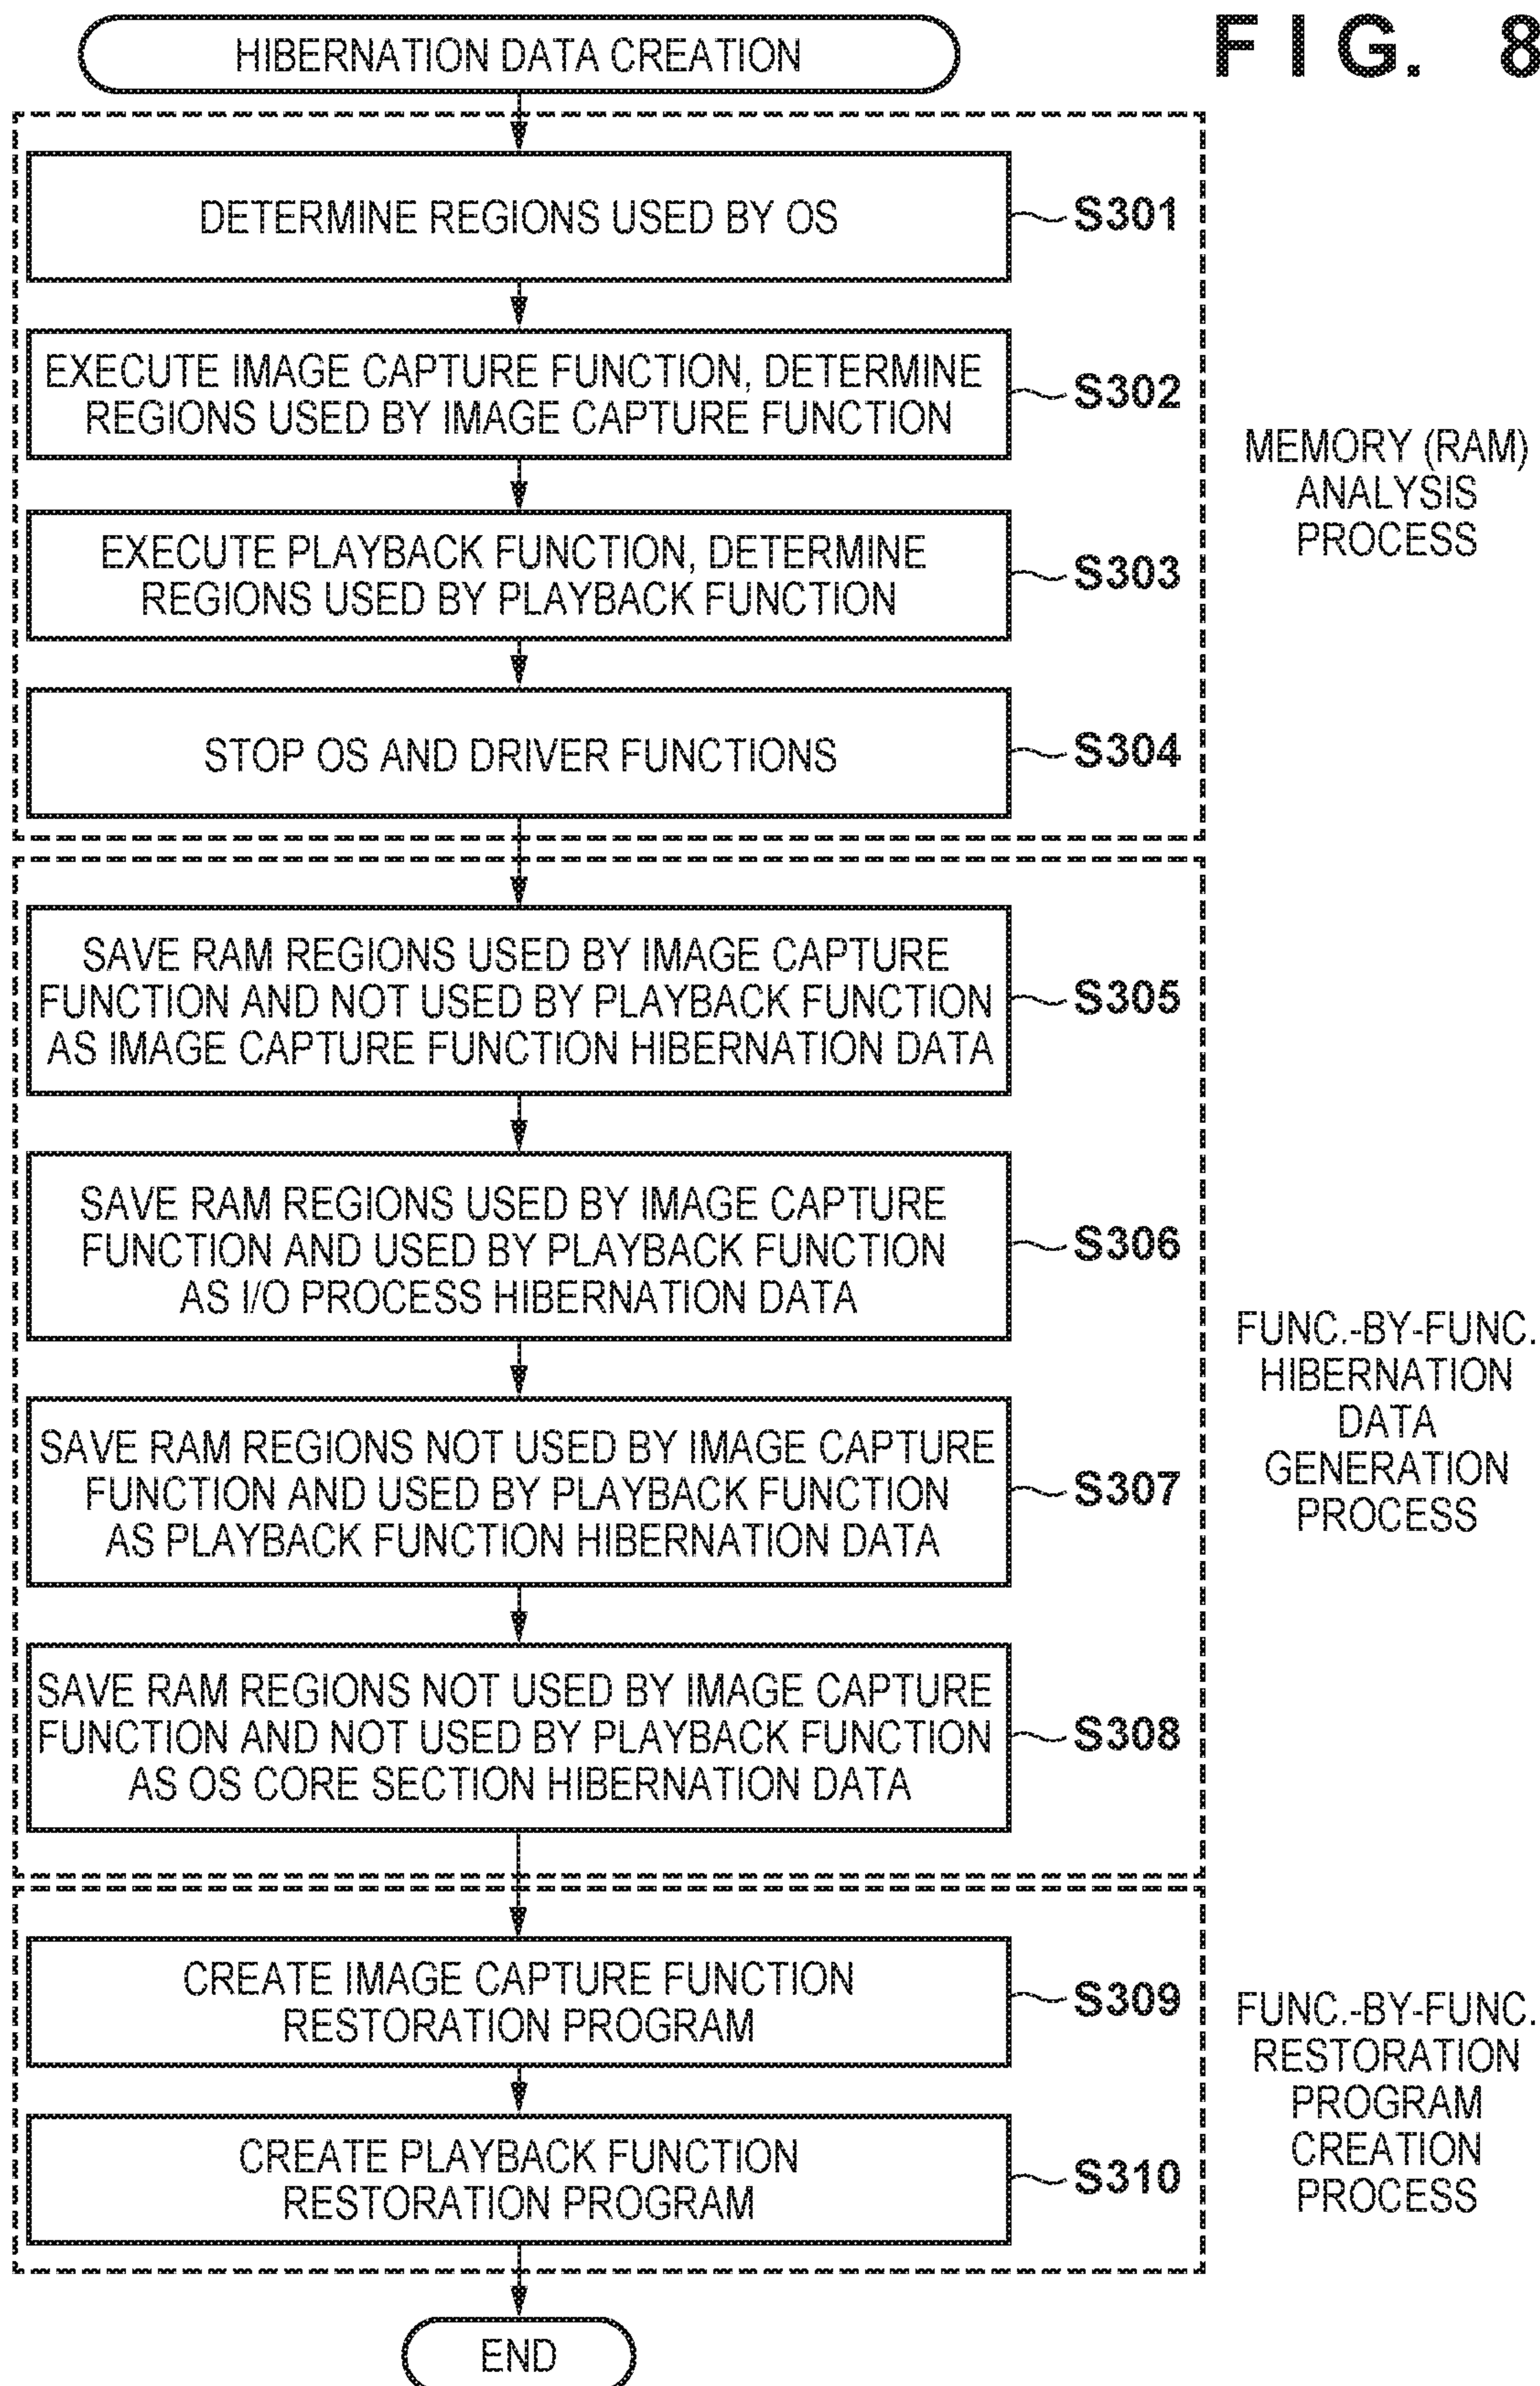 FIG. 8
HIBERNATION DATA CREATION
DETERMINE REGIONS USED BY OS
S301
EXECUTE IMAGE CAPTURE FUNCTION, DETERMINE
REGIONS USED BY IMAGE CAPTURE FUNCTION
S302
EXECUTE PLAYBACK FUNCTION, DETERMINE
REGIONS USED BY PLAYBACK FUNCTION
S303
STOP OS AND DRIVER FUNCTIONS
S304
MEMORY (RAM)
ANALYSIS
PROCESS
SAVE RAM REGIONS USED BY IMAGE CAPTURE
FUNCTION AND NOT USED BY PLAYBACK FUNCTION
AS IMAGE CAPTURE FUNCTION HIBERNATION DATA
S305
SAVE RAM REGIONS USED BY IMAGE CAPTURE
FUNCTION AND USED BY PLAYBACK FUNCTION
AS I/O PROCESS HIBERNATION DATA
S306
SAVE RAM REGIONS NOT USED BY IMAGE CAPTURE
FUNCTION AND USED BY PLAYBACK FUNCTION
AS PLAYBACK FUNCTION HIBERNATION DATA
S307
SAVE RAM REGIONS NOT USED BY IMAGE CAPTURE
FUNCTION AND NOT USED BY PLAYBACK FUNCTION
AS OS CORE SECTION HIBERNATION DATA
S308
FUNC.-BY-FUNC.
HIBERNATION
DATA
GENERATION
PROCESS
CREATE IMAGE CAPTURE FUNCTION
RESTORATION PROGRAM
S309
CREATE PLAYBACK FUNCTION
RESTORATION PROGRAM
S310
FUNC.-BY-FUNC.
RESTORATION
PROGRAM
CREATION
PROCESS
END